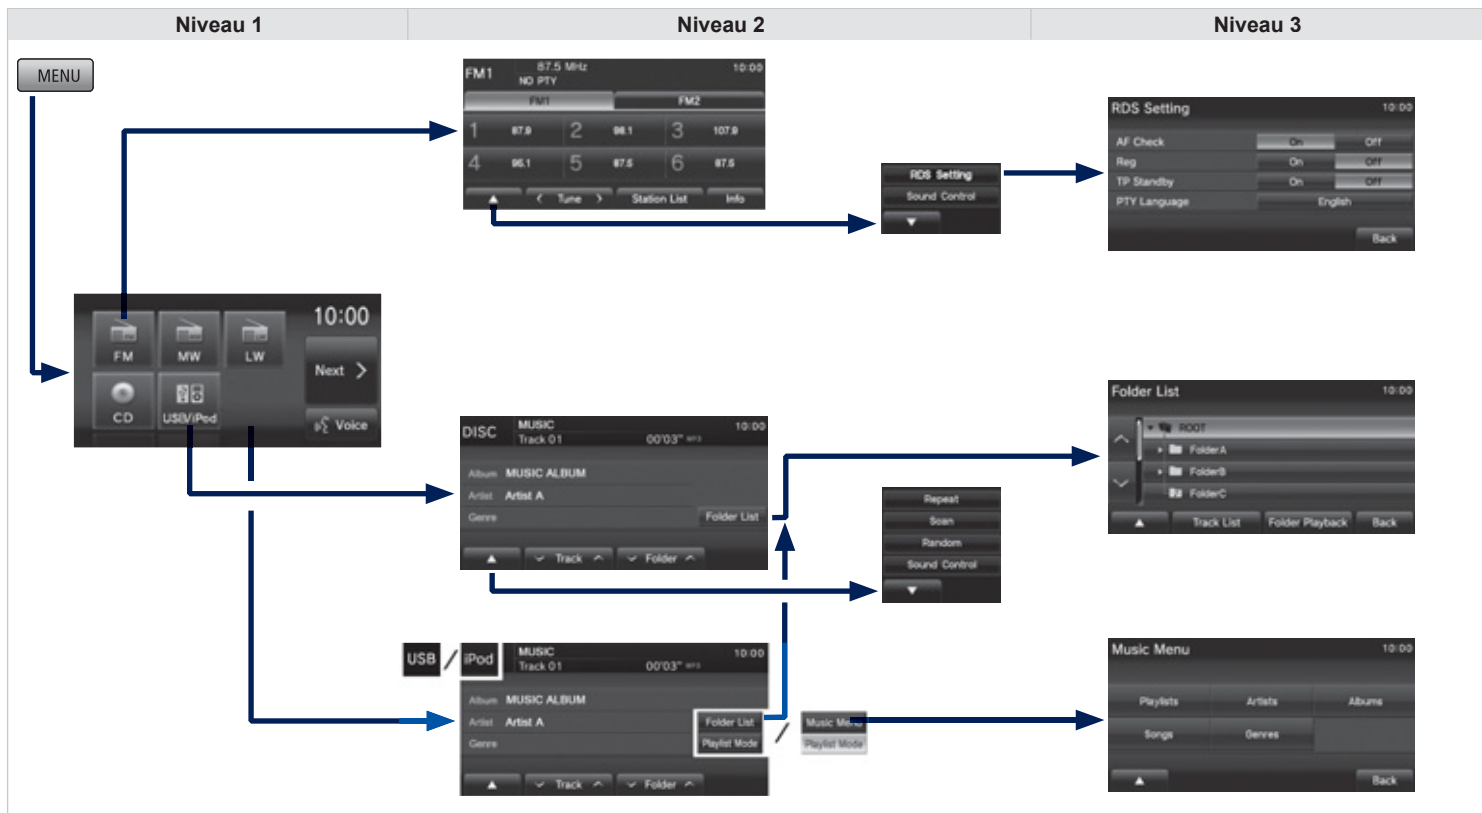 Niveau 1
Niveau 2
Niveau 3
MENU
FM1
87.5 MHz
10:00
NO PTY
FM1
FM2
1 87.9 2 98.1 3 107.9
4 95.1 5 87.5 6 87.5
▲
< Tune >
Station List
Info
RDS Setting
Sound Control
▼
RDS Setting
10:00
AF Check On Off
Reg On Off
TP Standby On Off
PTY Language English
Back
10:00
FM
MW
LW
Next >
CD
USB/iPod
Voice
DISC
MUSIC
10:00
Track 01
00'03" MP3
Album MUSIC ALBUM
Artist Artist A
Genre
Folder List
▲
Track
Folder
Repeat
Scan
Random
Sound Control
▼
Folder List
10:00
ROOT
FolderA
FolderB
FolderC
▲
Track List
Folder Playback
Back
USB / iPod
MUSIC
10:00
Track 01
00'03" MP3
Album MUSIC ALBUM
Artist Artist A
Genre
Folder List
Playlist Mode
/
Music Menu
Playlist Mode
▲
Track
Folder
Music Menu
10:00
Playlists
Artists
Albums
Songs
Genres
▲
Back